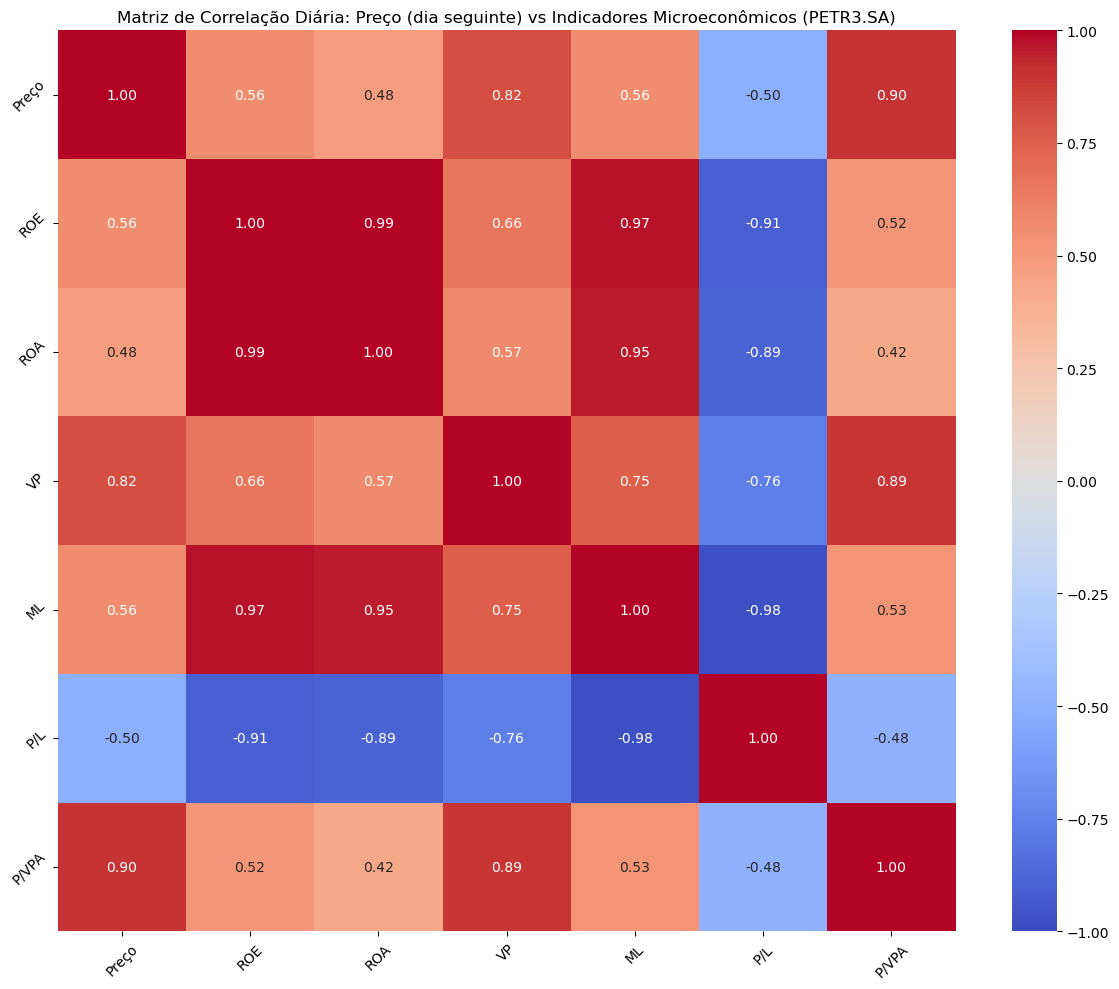 Matriz de Correlação Diária: Preço (dia seguinte) vs Indicadores Microeconômicos (PETR3.SA)
Preço 1.00 0.56 0.48 0.82 0.56 -0.50 0.90
ROE 0.56 1.00 0.99 0.66 0.97 -0.91 0.52
ROA 0.48 0.99 1.00 0.57 0.95 -0.89 0.42
VP 0.82 0.66 0.57 1.00 0.75 -0.76 0.89
ML 0.56 0.97 0.95 0.75 1.00 -0.98 0.53
P/L -0.50 -0.91 -0.89 -0.76 -0.98 1.00 -0.48
P/VPA 0.90 0.52 0.42 0.89 0.53 -0.48 1.00
Preço ROE ROA VP ML P/L P/VPA
1.00
0.75
0.50
0.25
0.00
−0.25
−0.50
−0.75
−1.00